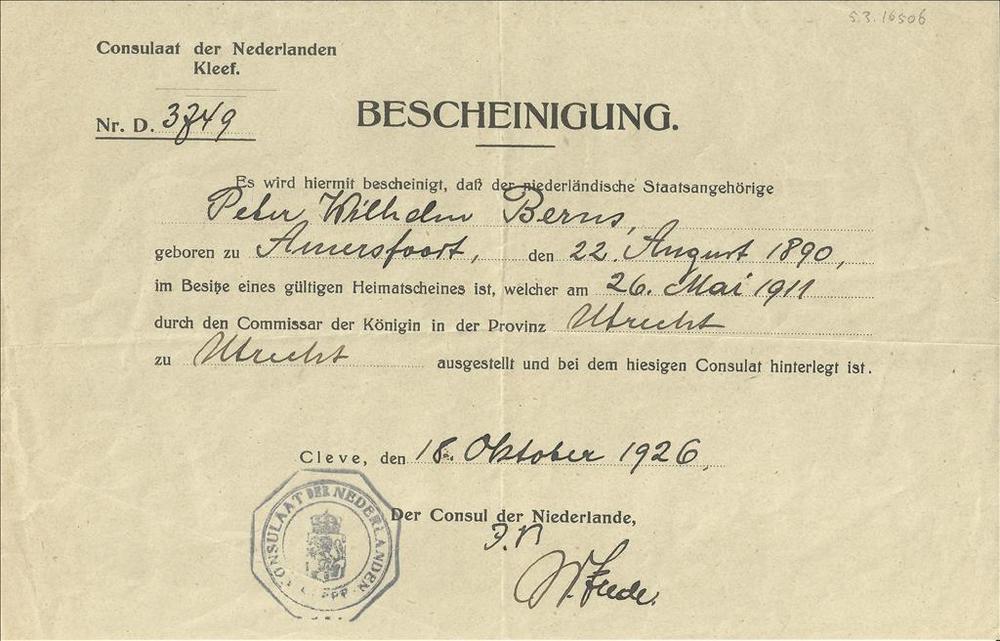 53.16506
Consulaat der Nederlanden
Kleef.
Nr. D. 3749
BESCHEINIGUNG.
Es wird hiermit bescheinigt, daß der niederländische Staatsangehörige
Peter Wilhelm Berns,
geboren zu Amersfoort, den 22. August 1890,
im Besitze eines gültigen Heimatscheines ist, welcher am 26. Mai 1911
durch den Commissar der Königin in der Provinz Utrecht
zu Utrecht ausgestellt und bei dem hiesigen Consulat hinterlegt ist.
Cleve, den 18. Oktober 1926,
Der Consul der Niederlande,
CONSULAAT DER NEDERLANDEN